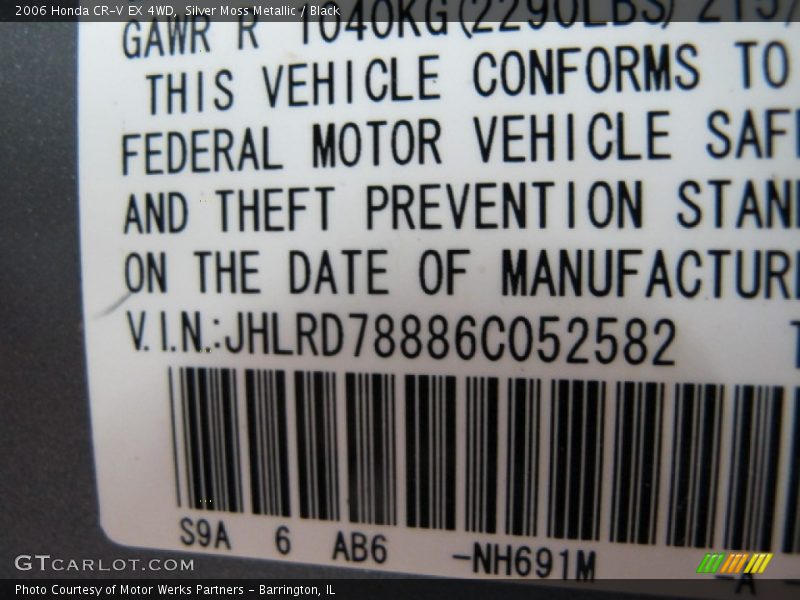 2006 Honda CR-V EX 4WD, Silver Moss Metallic / Black
GAWR R 1040KG(2290LBS)
THIS VEHICLE CONFORMS TO
FEDERAL MOTOR VEHICLE SAF
AND THEFT PREVENTION STAN
ON THE DATE OF MANUFACTUR
V.I.N.:JHLRD78886C052582
S9A 6 AB6 -NH691M
-A
GTCARLOT.COM
Photo Courtesy of Motor Werks Partners - Barrington, IL